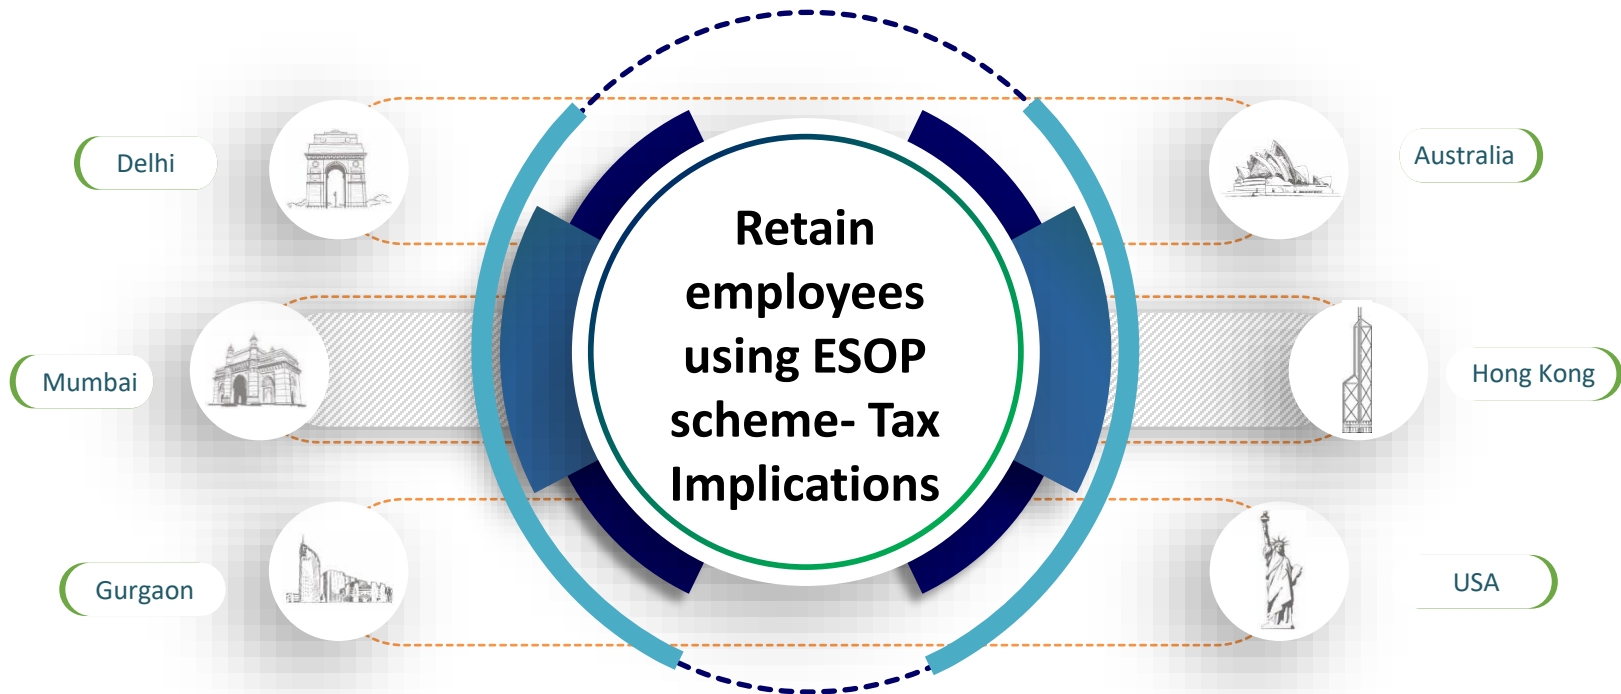 Delhi
Mumbai
Gurgaon
Retain
employees
using ESOP
scheme- Tax
Implications
Australia
Hong Kong
USA